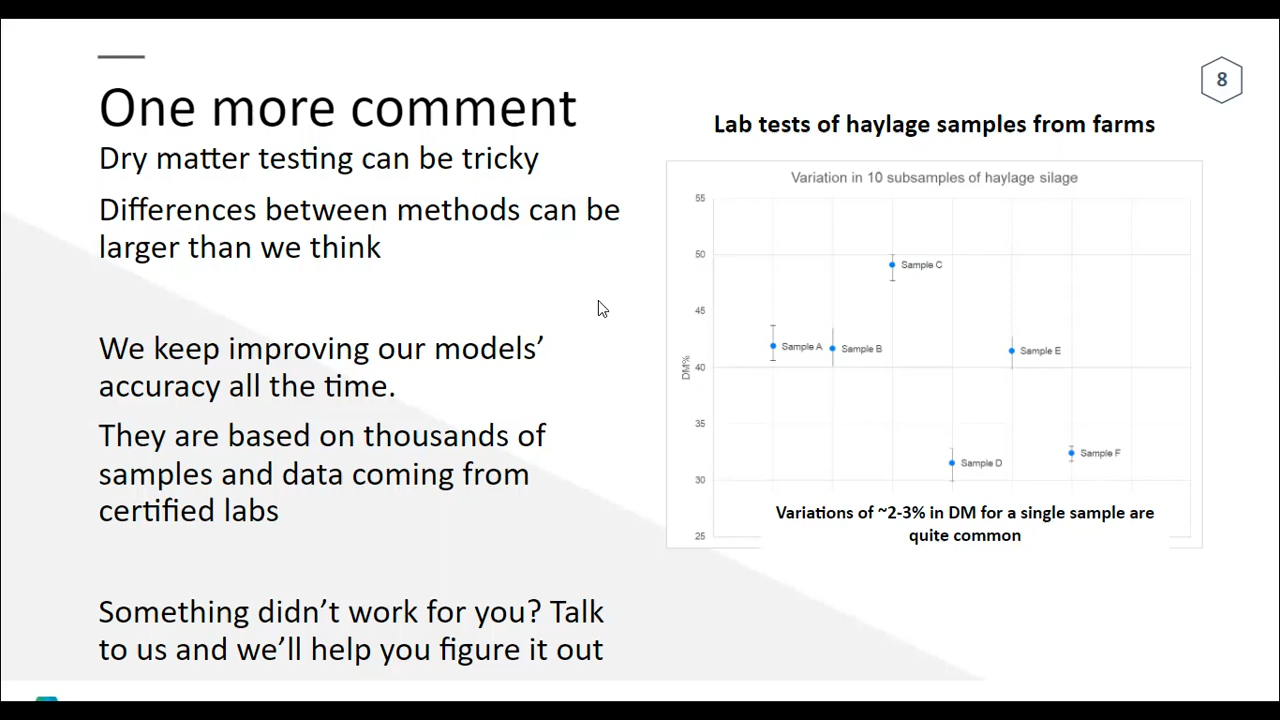 One more comment
Dry matter testing can be tricky
Differences between methods can be
larger than we think
We keep improving our models’
accuracy all the time.
They are based on thousands of
samples and data coming from
certified labs
Something didn’t work for you? Talk
to us and we’ll help you figure it out
8
Lab tests of haylage samples from farms
Variation in 10 subsamples of haylage silage
DM%
55
50
45
40
35
30
25
Sample A
Sample B
Sample C
Sample D
Sample E
Sample F
Variations of ~2-3% in DM for a single sample are
quite common